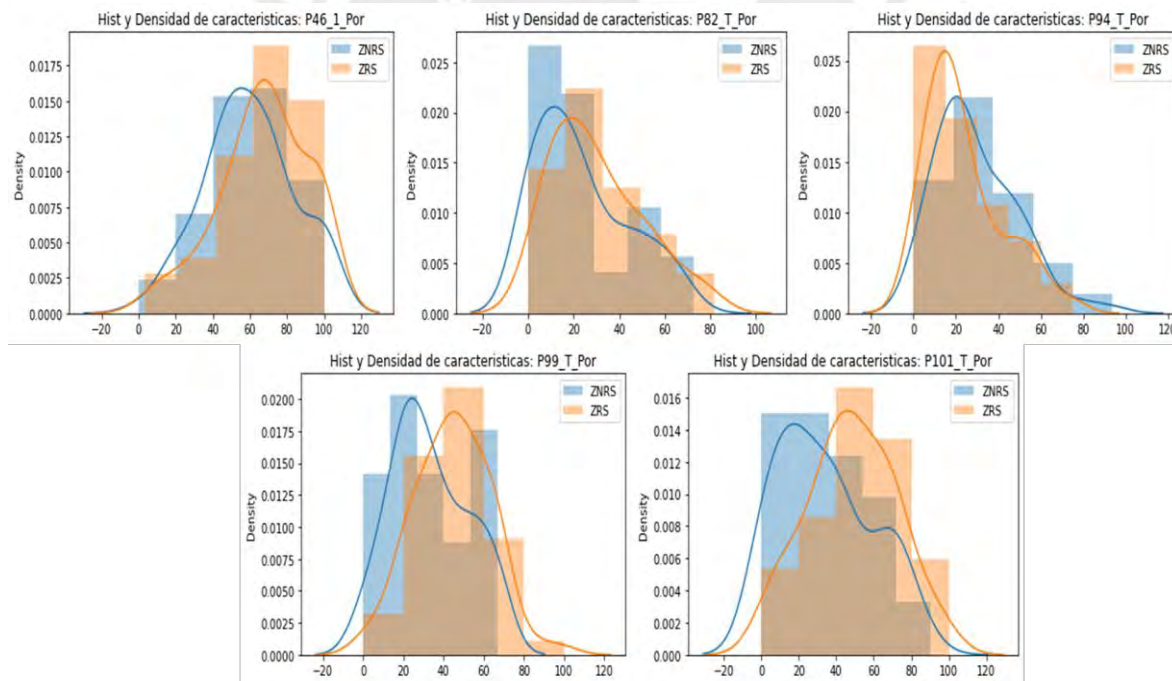 Hist y Densidad de caracteristicas: P46_1_Por
ZNRS
ZRS
Density
0.0175
0.0150
0.0125
0.0100
0.0075
0.0050
0.0025
0.0000
−20 0 20 40 60 80 100 120
Hist y Densidad de caracteristicas: P82_T_Por
ZNRS
ZRS
Density
0.025
0.020
0.015
0.010
0.005
0.000
−20 0 20 40 60 80 100
Hist y Densidad de caracteristicas: P94_T_Por
ZNRS
ZRS
Density
0.025
0.020
0.015
0.010
0.005
0.000
−20 0 20 40 60 80 100 120
Hist y Densidad de caracteristicas: P99_T_Por
ZNRS
ZRS
Density
0.0200
0.0175
0.0150
0.0125
0.0100
0.0075
0.0050
0.0025
0.0000
−20 0 20 40 60 80 100 120
Hist y Densidad de caracteristicas: P101_T_Por
ZNRS
ZRS
Density
0.016
0.014
0.012
0.010
0.008
0.006
0.004
0.002
0.000
−20 0 20 40 60 80 100 120